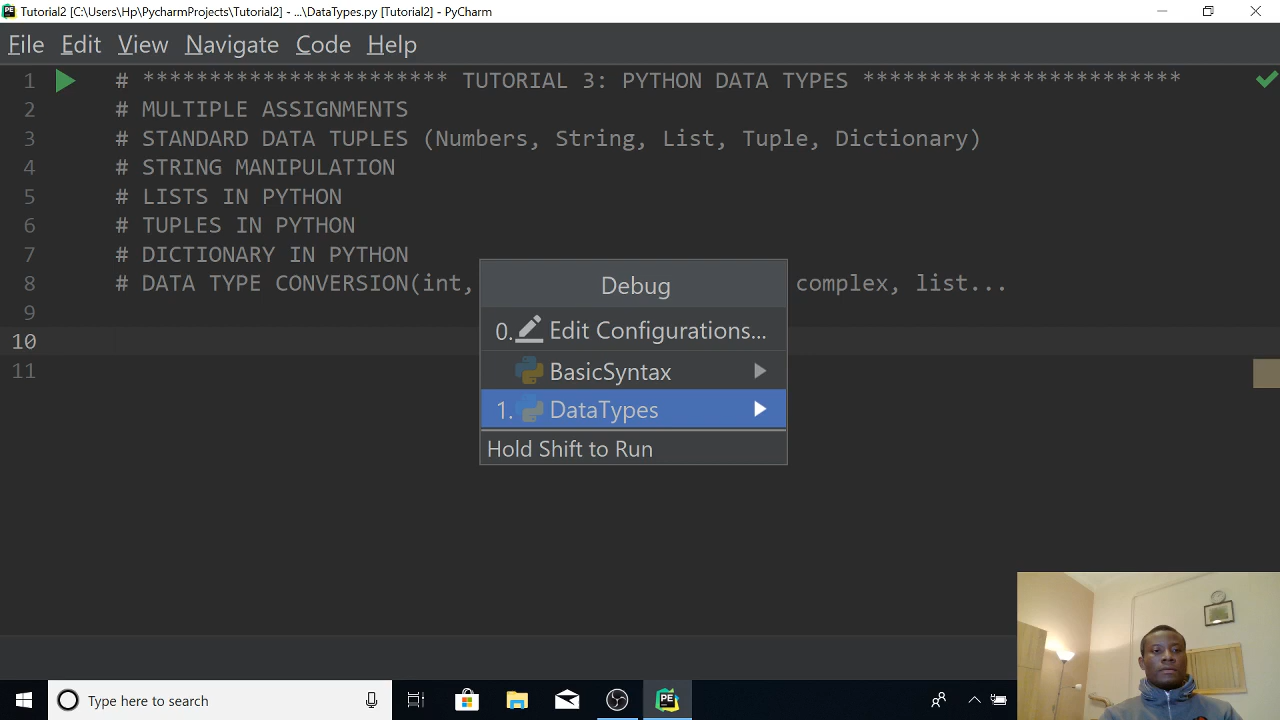 Tutorial2 [C:\Users\Hp\PycharmProjects\Tutorial2] - ...\DataTypes.py [Tutorial2] - PyCharm
File Edit View Navigate Code Help
1 # *********************** TUTORIAL 3: PYTHON DATA TYPES ************************
2 # MULTIPLE ASSIGNMENTS
3 # STANDARD DATA TUPLES (Numbers, String, List, Tuple, Dictionary)
4 # STRING MANIPULATION
5 # LISTS IN PYTHON
6 # TUPLES IN PYTHON
7 # DICTIONARY IN PYTHON
8 # DATA TYPE CONVERSION(int, complex, list...
9
10
11
Debug
0. Edit Configurations...
BasicSyntax
1. DataTypes
Hold Shift to Run
PE
Type here to search